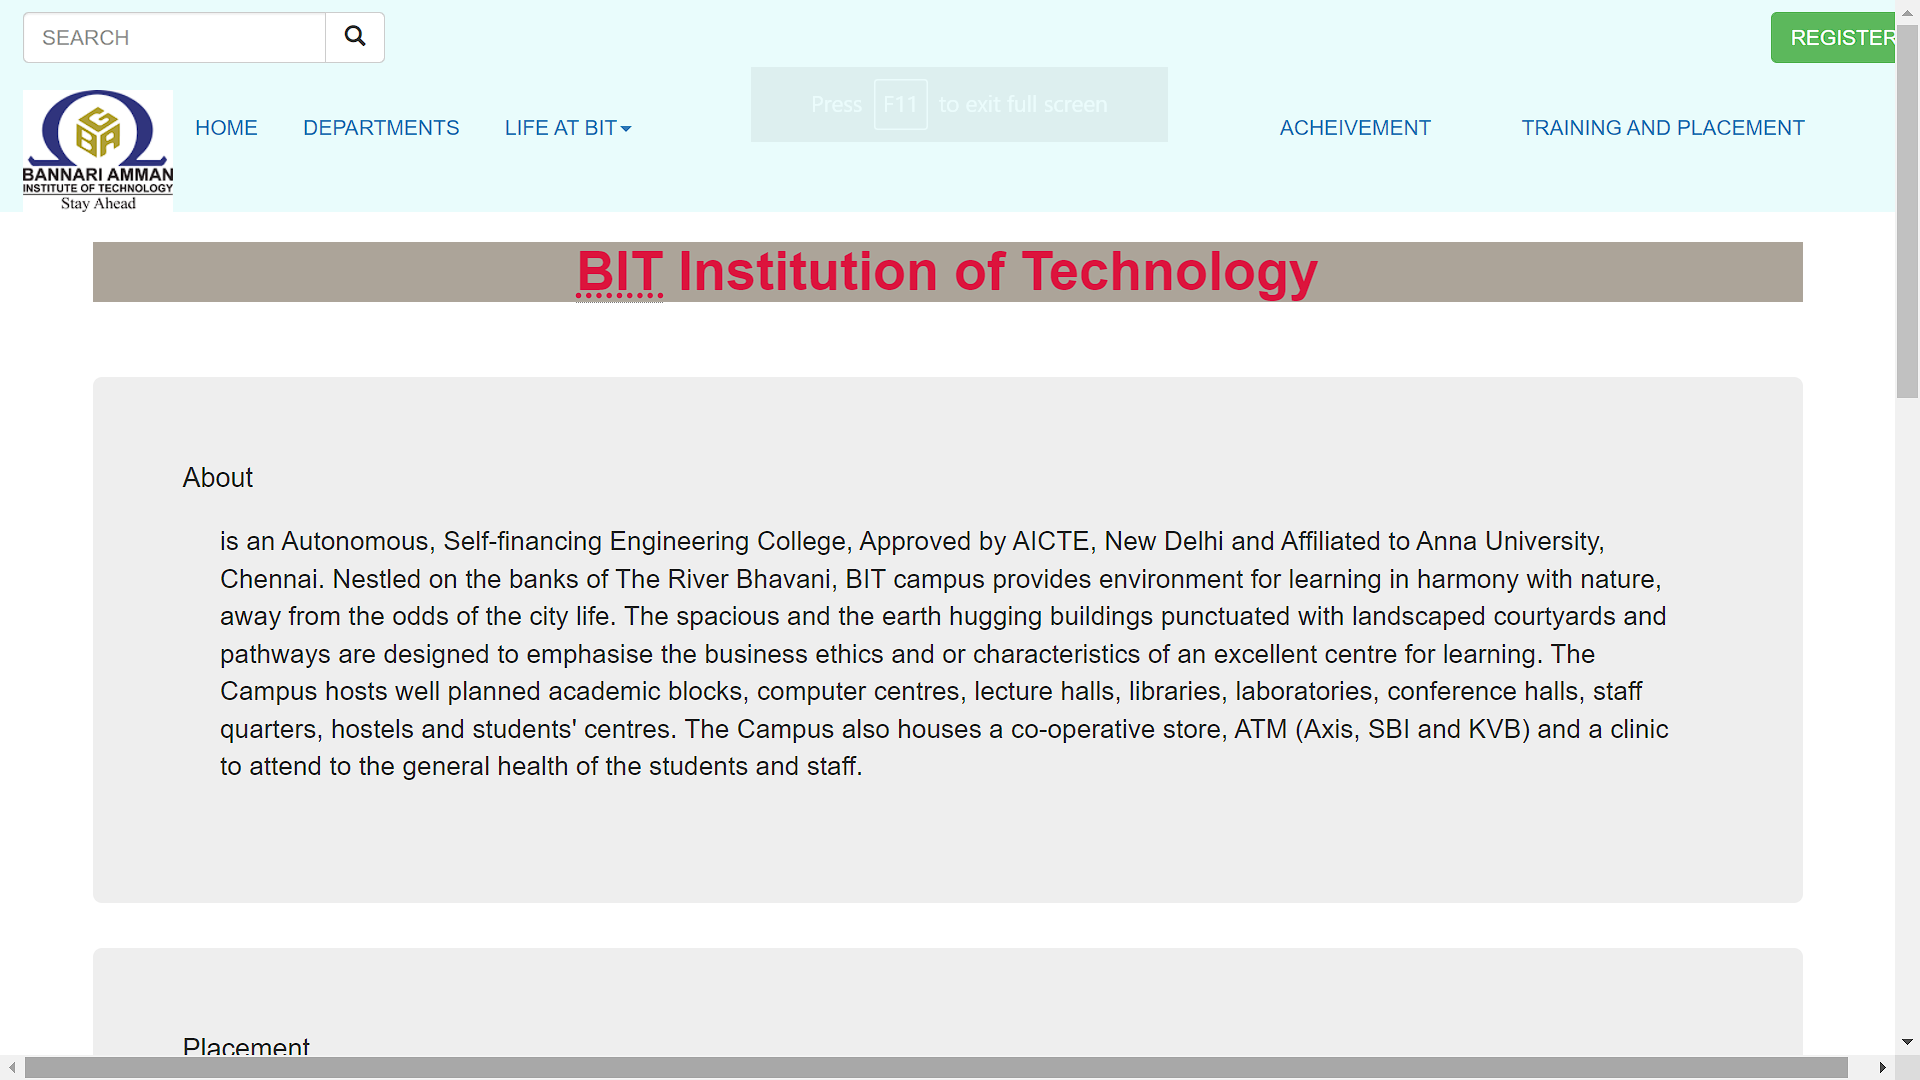 SEARCH
REGISTER
Press F11 to exit full screen
GBA
BANNARI AMMAN
INSTITUTE OF TECHNOLOGY
Stay Ahead
HOME
DEPARTMENTS
LIFE AT BIT
ACHEIVEMENT
TRAINING AND PLACEMENT
BIT Institution of Technology
About
is an Autonomous, Self-financing Engineering College, Approved by AICTE, New Delhi and Affiliated to Anna University,
Chennai. Nestled on the banks of The River Bhavani, BIT campus provides environment for learning in harmony with nature,
away from the odds of the city life. The spacious and the earth hugging buildings punctuated with landscaped courtyards and
pathways are designed to emphasise the business ethics and or characteristics of an excellent centre for learning. The
Campus hosts well planned academic blocks, computer centres, lecture halls, libraries, laboratories, conference halls, staff
quarters, hostels and students' centres. The Campus also houses a co-operative store, ATM (Axis, SBI and KVB) and a clinic
to attend to the general health of the students and staff.
Placement